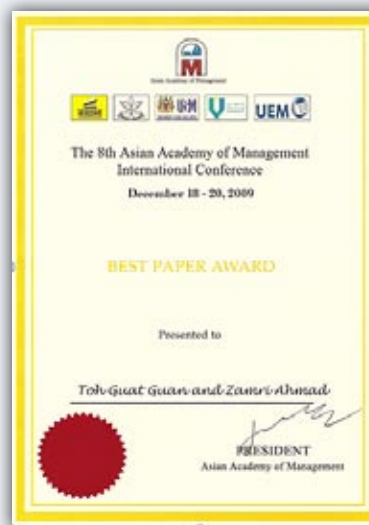 M
Asian Academy of Management
UEM
The 8th Asian Academy of Management
International Conference
December 18 - 20, 2009
BEST PAPER AWARD
Presented to
Toh Guat Guan and Zamri Ahmad
PRESIDENT
Asian Academy of Management